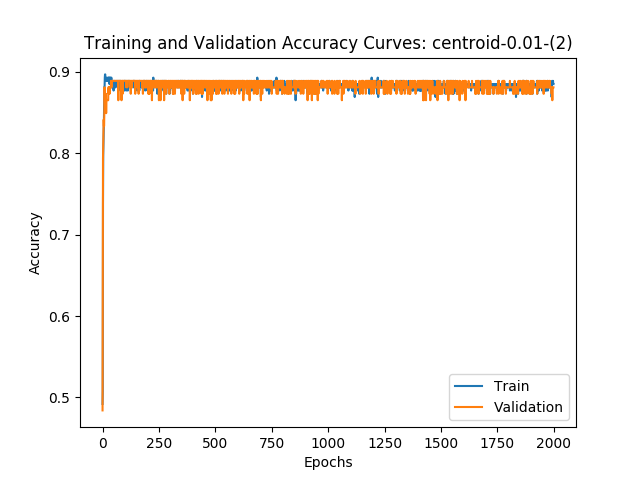 Training and Validation Accuracy Curves: centroid-0.01-(2)
0.9
0.8
0.7
0.6
0.5
Accuracy
Train
Validation
0 250 500 750 1000 1250 1500 1750 2000
Epochs